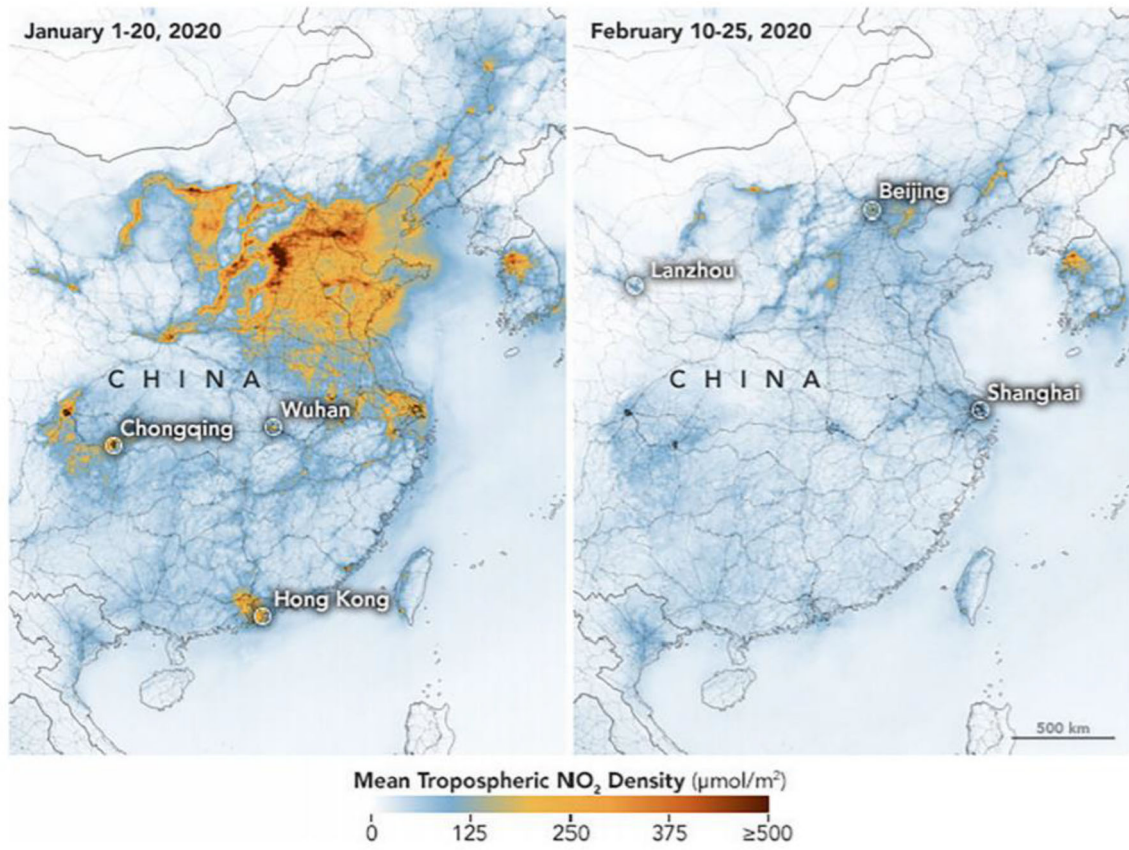 January 1-20, 2020
CHINA
Wuhan
Chongqing
Hong Kong
February 10-25, 2020
Beijing
Lanzhou
CHINA
Shanghai
500 km
Mean Tropospheric NO₂ Density (µmol/m²)
0 125 250 375 ≥500